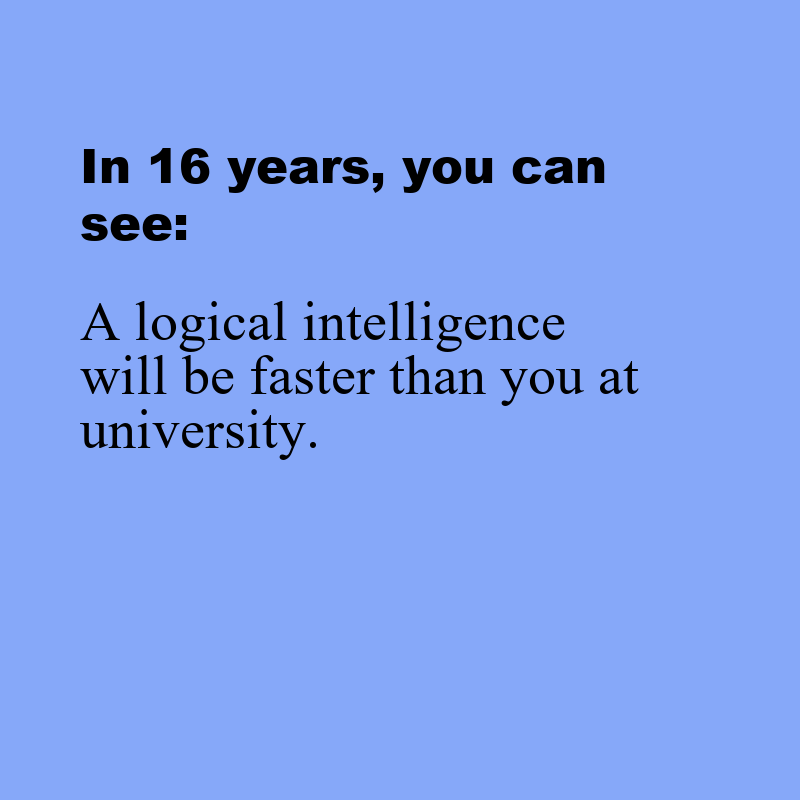 In 16 years, you can
see:
A logical intelligence
will be faster than you at
university.